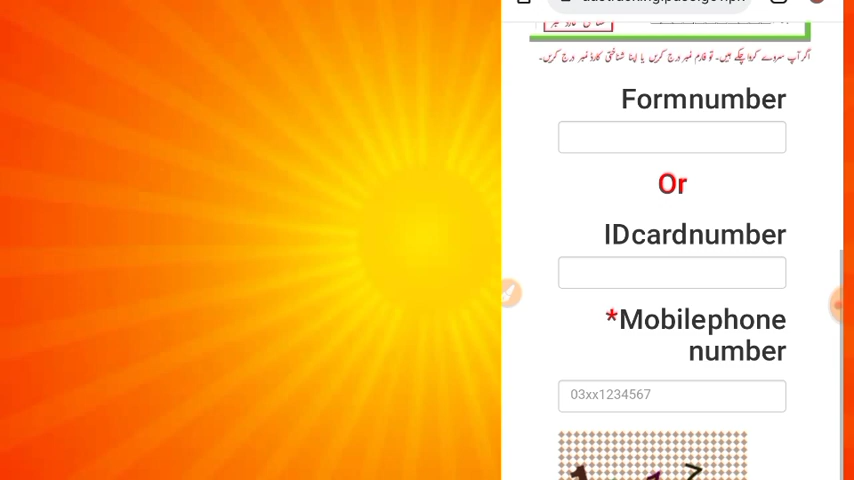 اگر آپ سروے کروا چکے ہیں۔ تو فارم نمبر درج کریں یا اپنا شناختی کارڈ نمبر درج کریں۔
Formnumber
Or
IDcardnumber
*Mobilephone
number
03xx1234567